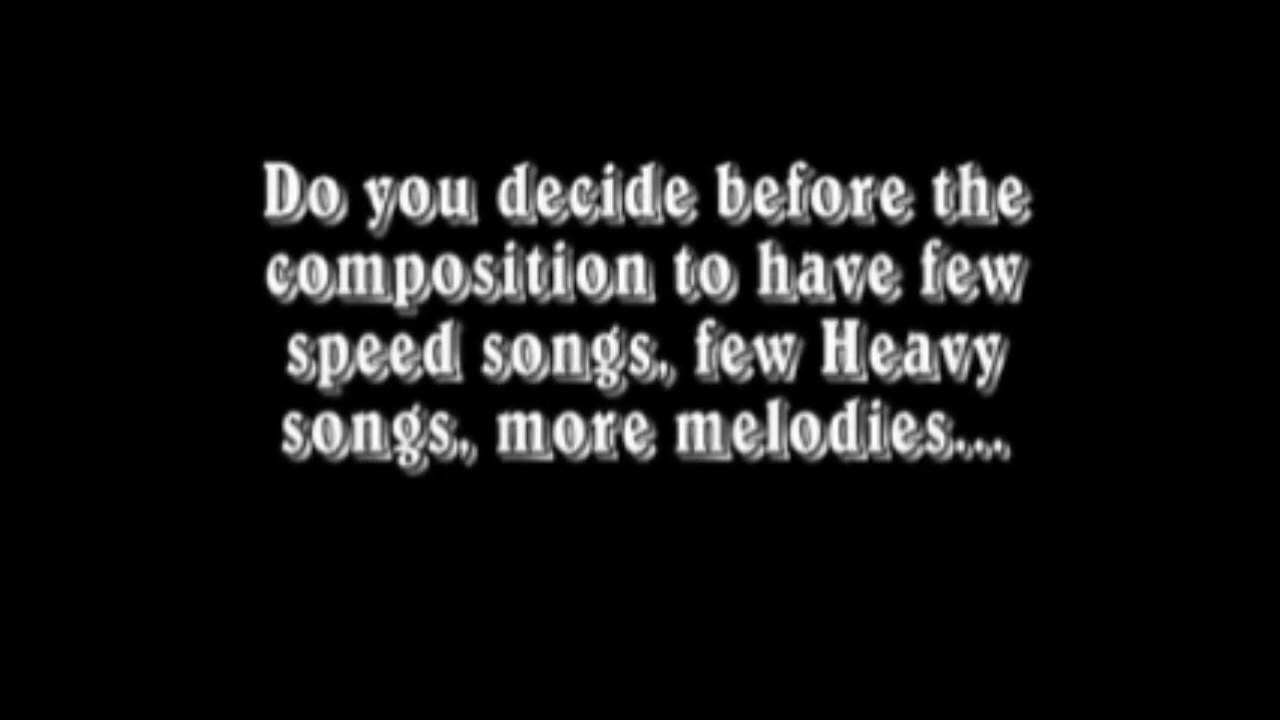 Do you decide before the
composition to have few
speed songs, few Heavy
songs, more melodies...